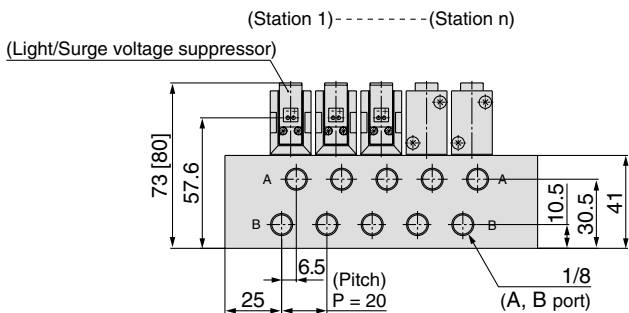 (Station 1)----------(Station n)
(Light/Surge voltage suppressor)
73 [80]
57.6
A
A
B
B
10.5
30.5
41
6.5
(Pitch)
P = 20
25
1/8
(A, B port)